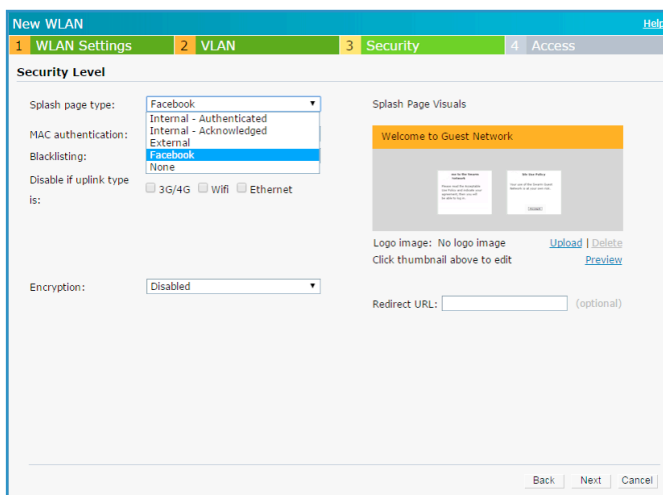 New WLAN
Help
1 WLAN Settings
2 VLAN
3 Security
4 Access
Security Level
Splash page type:
Facebook
Internal - Authenticated
Internal - Acknowledged
External
Facebook
None
MAC authentication:
Blacklisting:
Disable if uplink type
is:
3G/4G
Wifi
Ethernet
Encryption:
Disabled
Splash Page Visuals
Welcome to Guest Network
Logo image: No logo image
Upload | Delete
Click thumbnail above to edit
Preview
Redirect URL:
(optional)
Back
Next
Cancel